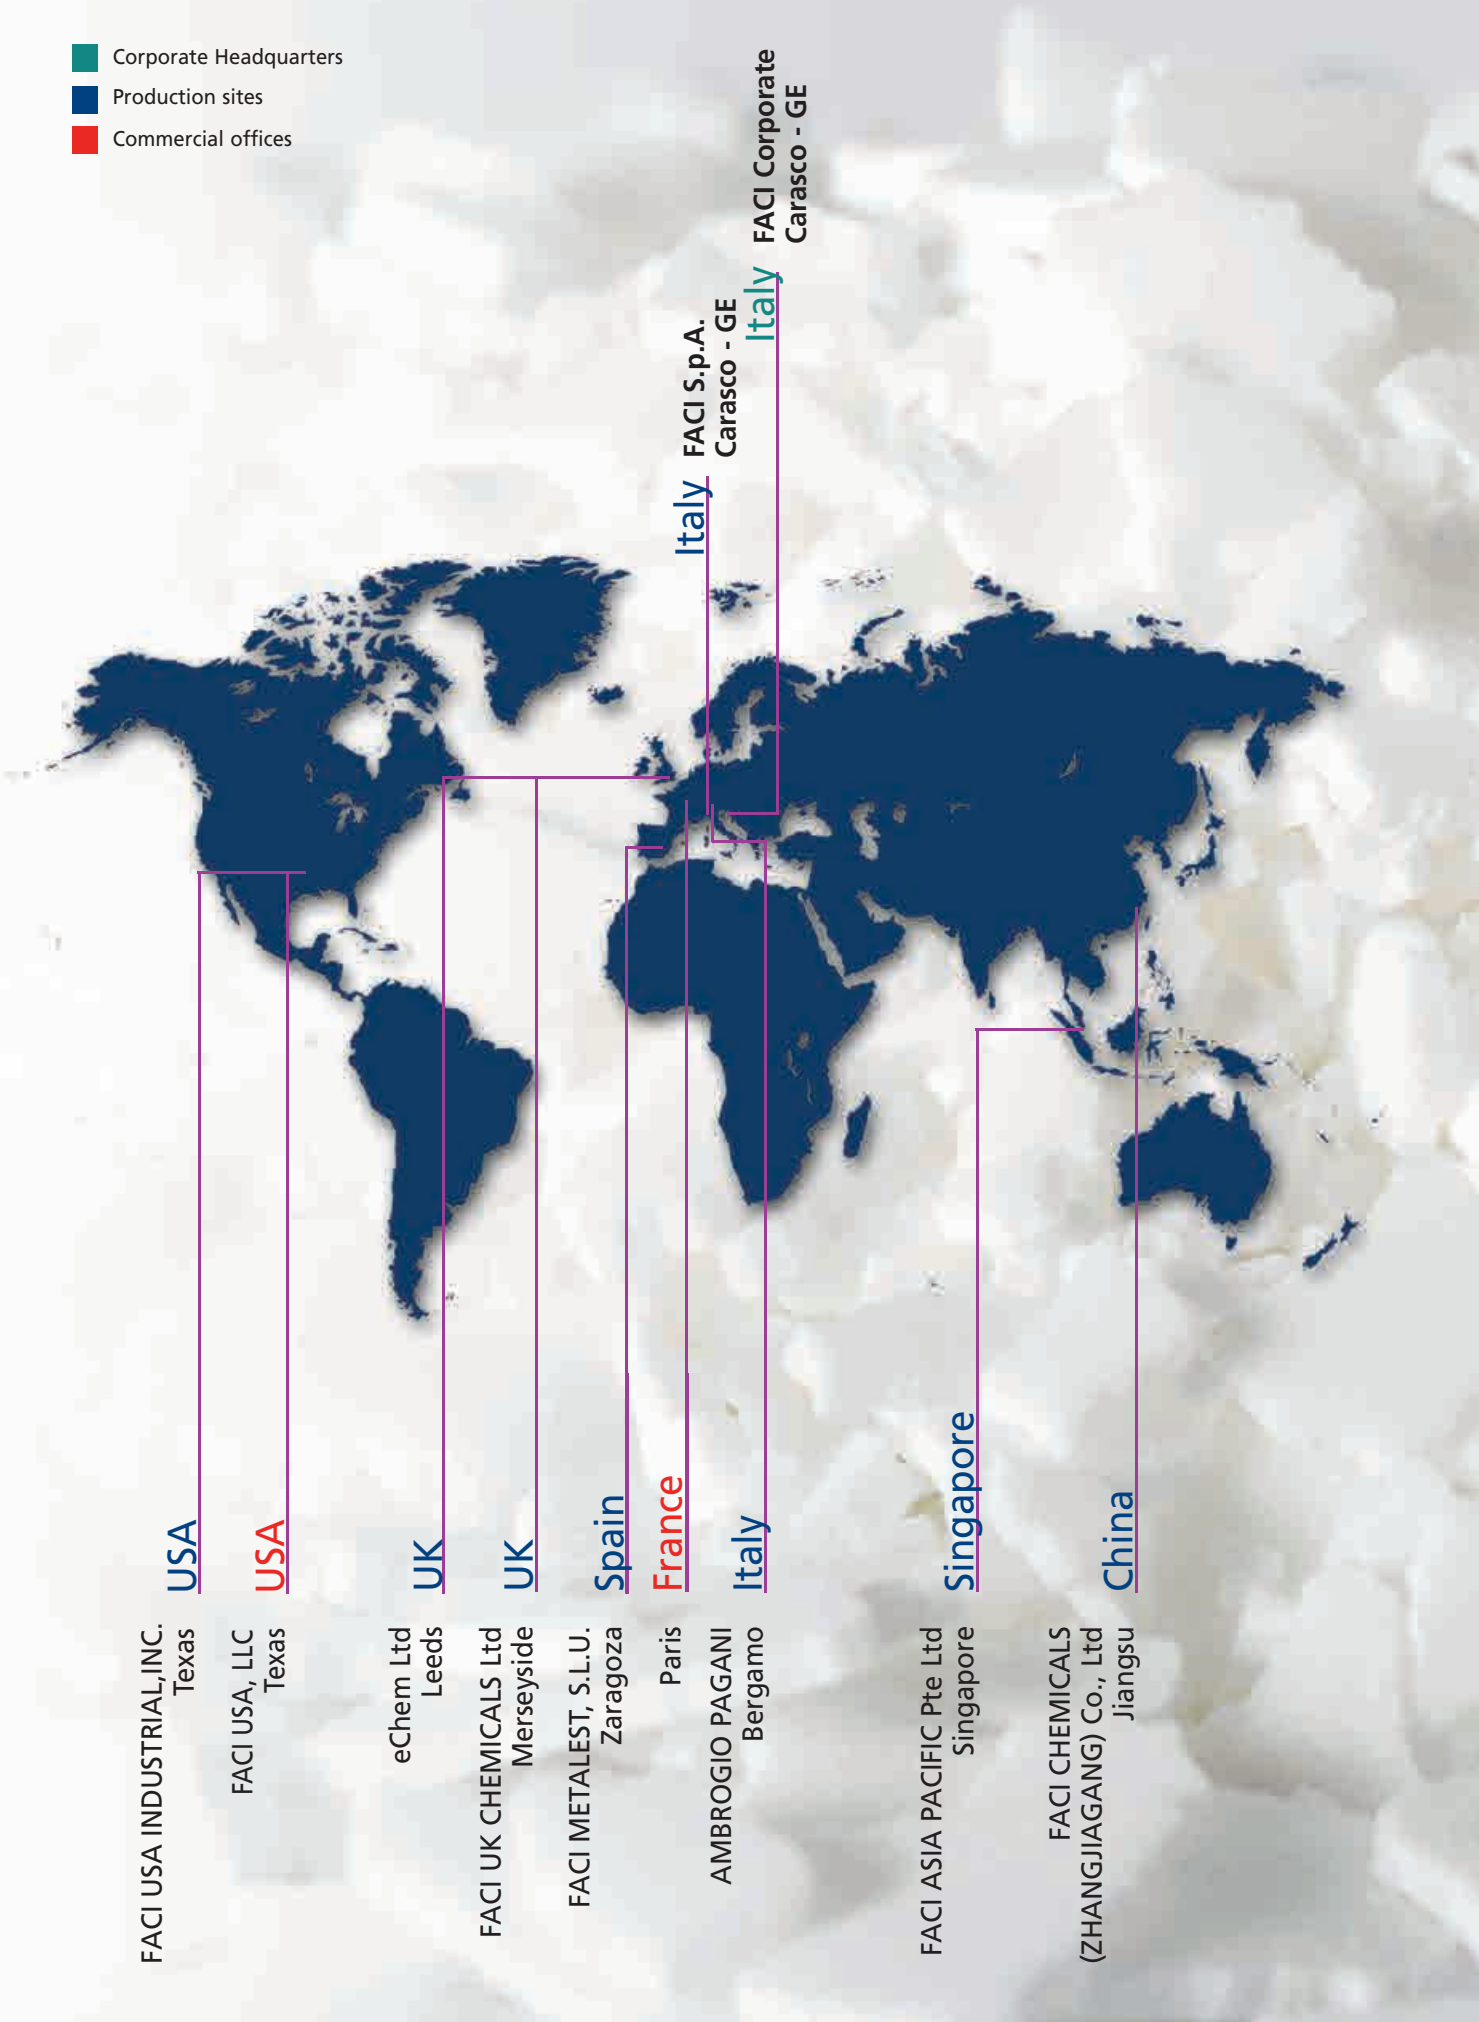 Corporate Headquarters
Production sites
Commercial offices
Italy
FACI Corporate
Carasco - GE
Italy
FACI S.p.A.
Carasco - GE
USA
FACI USA INDUSTRIAL,INC.
Texas
USA
FACI USA, LLC
Texas
UK
eChem Ltd
Leeds
UK
FACI UK CHEMICALS Ltd
Merseyside
Spain
FACI METALEST, S.L.U.
Zaragoza
France
Paris
Italy
AMBROGIO PAGANI
Bergamo
Singapore
FACI ASIA PACIFIC Pte Ltd
Singapore
China
FACI CHEMICALS
(ZHANGJIAGANG) Co., Ltd
Jiangsu